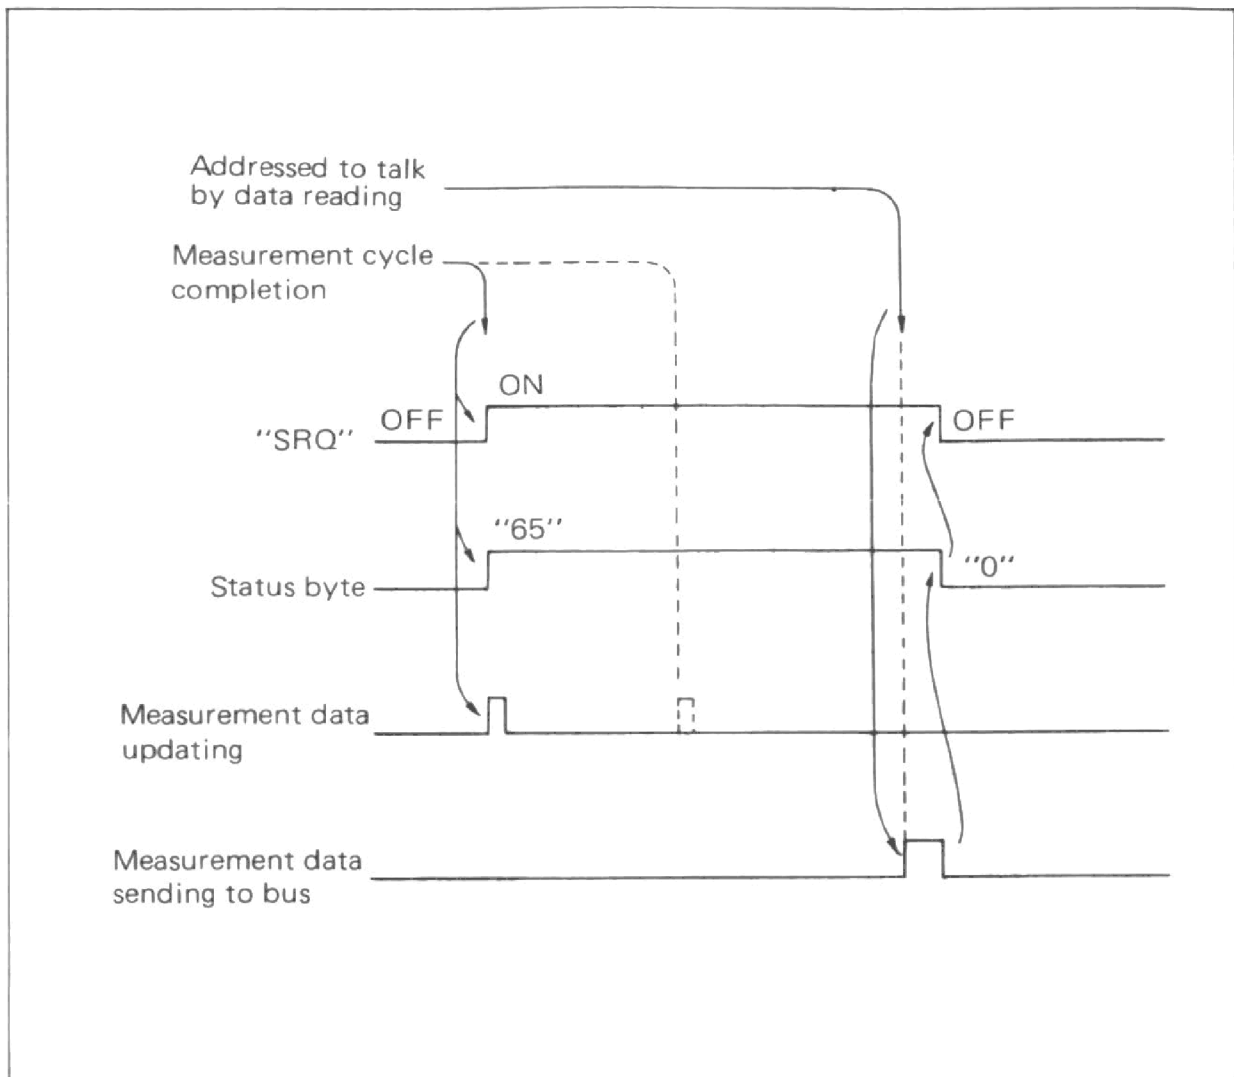 Addressed to talk
by data reading
Measurement cycle
completion
ON
"SRQ" OFF OFF
"65"
Status byte "0"
Measurement data
updating
Measurement data
sending to bus